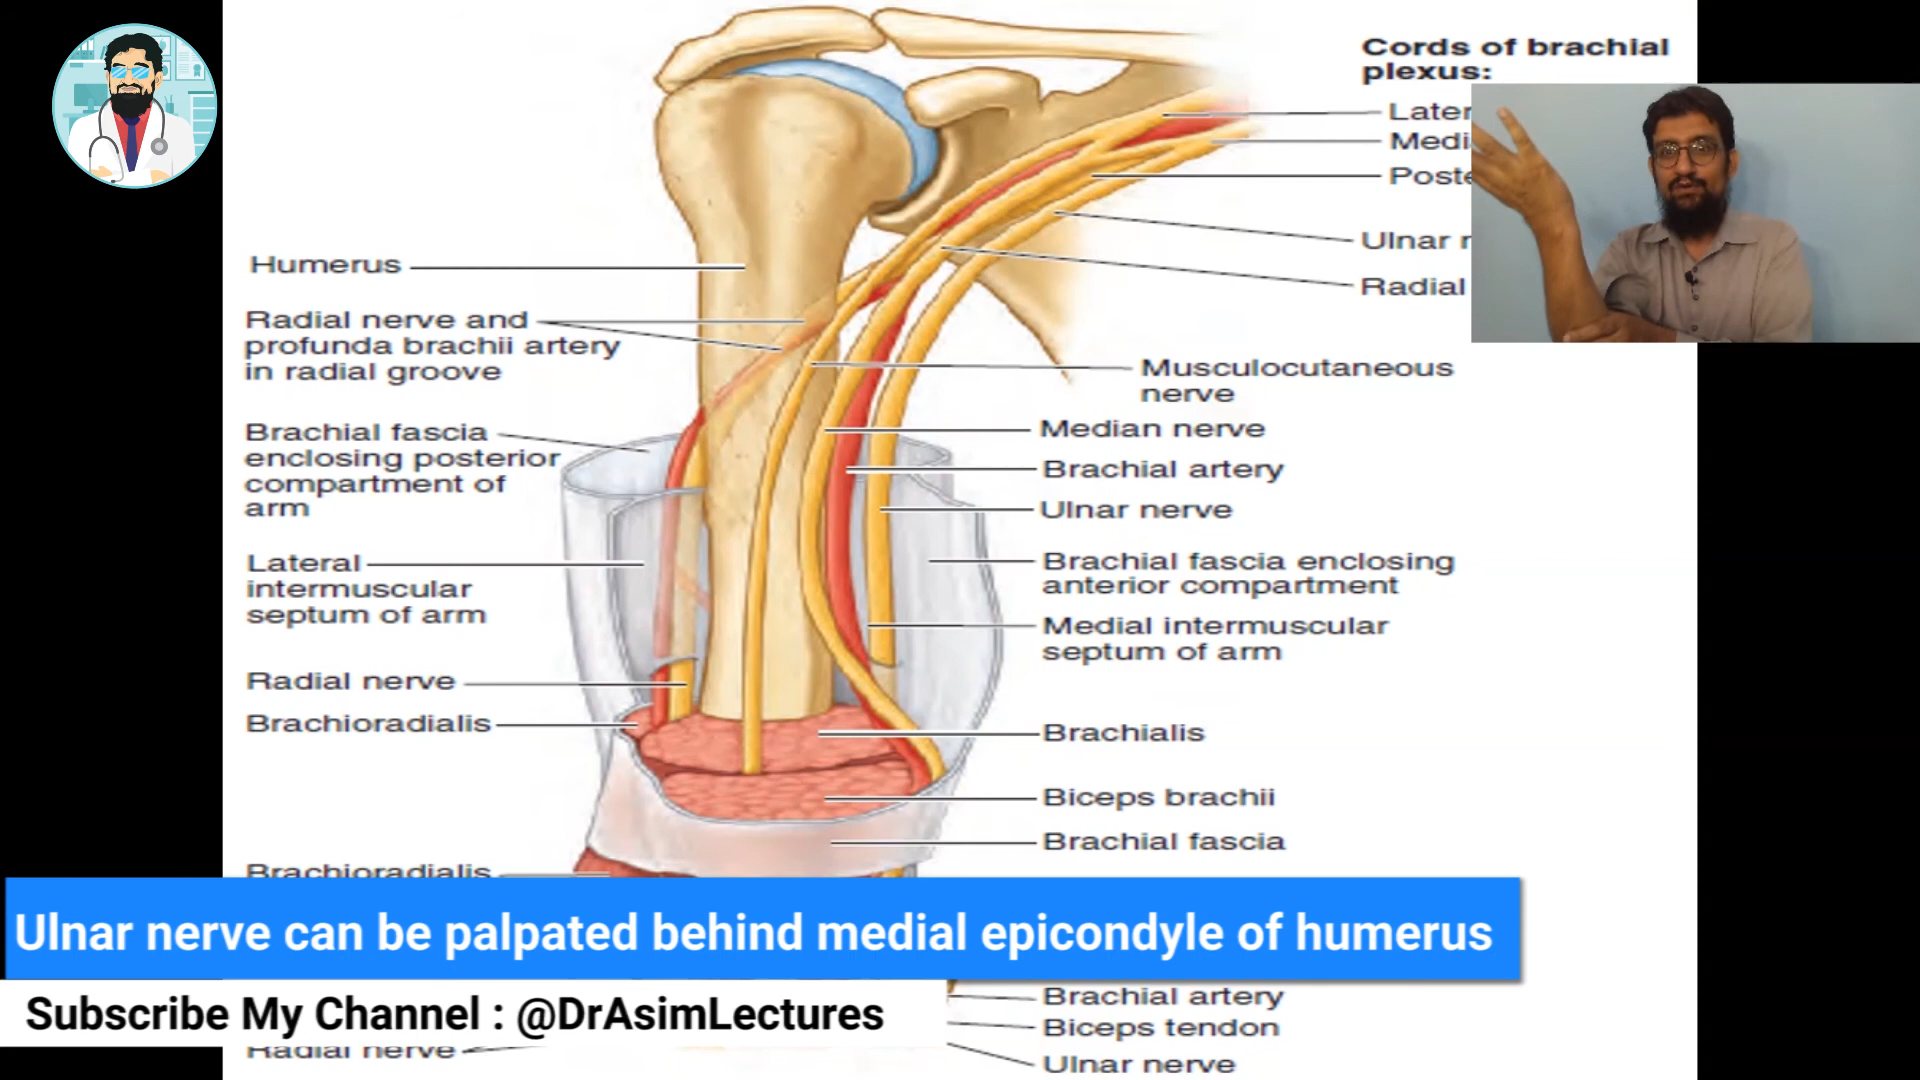 Cords of brachial
plexus:
Humerus
Radial nerve and
profunda brachii artery
in radial groove
Brachial fascia
enclosing posterior
compartment of
arm
Lateral
intermuscular
septum of arm
Radial nerve
Brachioradialis
Brachioradialis
Ulnar
Radial
Musculocutaneous
nerve
Median nerve
Brachial artery
Ulnar nerve
Brachial fascia enclosing
anterior compartment
Medial intermuscular
septum of arm
Brachialis
Biceps brachii
Brachial fascia
Ulnar nerve can be palpated behind medial epicondyle of humerus
Subscribe My Channel : @DrAsimLectures
Radial nerve
Brachial artery
Biceps tendon
Ulnar nerve